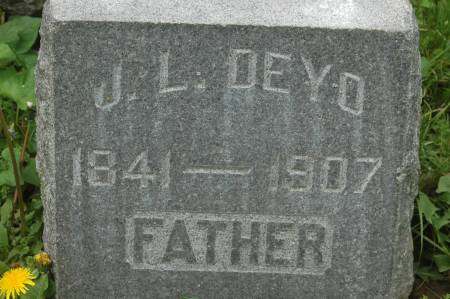 J. L. DEYO
1841 — 1907
FATHER